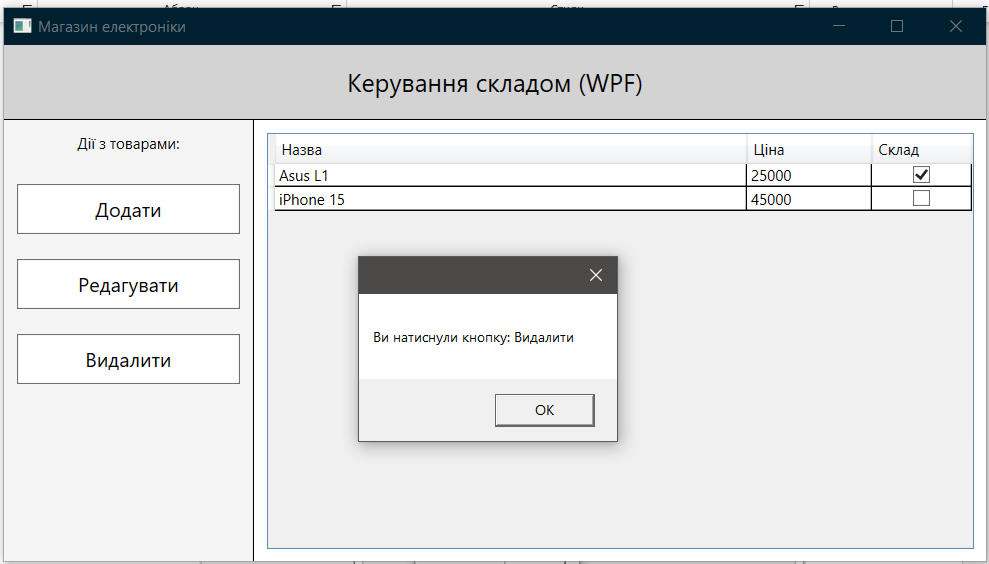 Магазин електроніки
Керування складом (WPF)
Дії з товарами:
Додати
Редагувати
Видалити
Назва Ціна Склад
Asus L1 25000
iPhone 15 45000
Ви натиснули кнопку: Видалити
OK